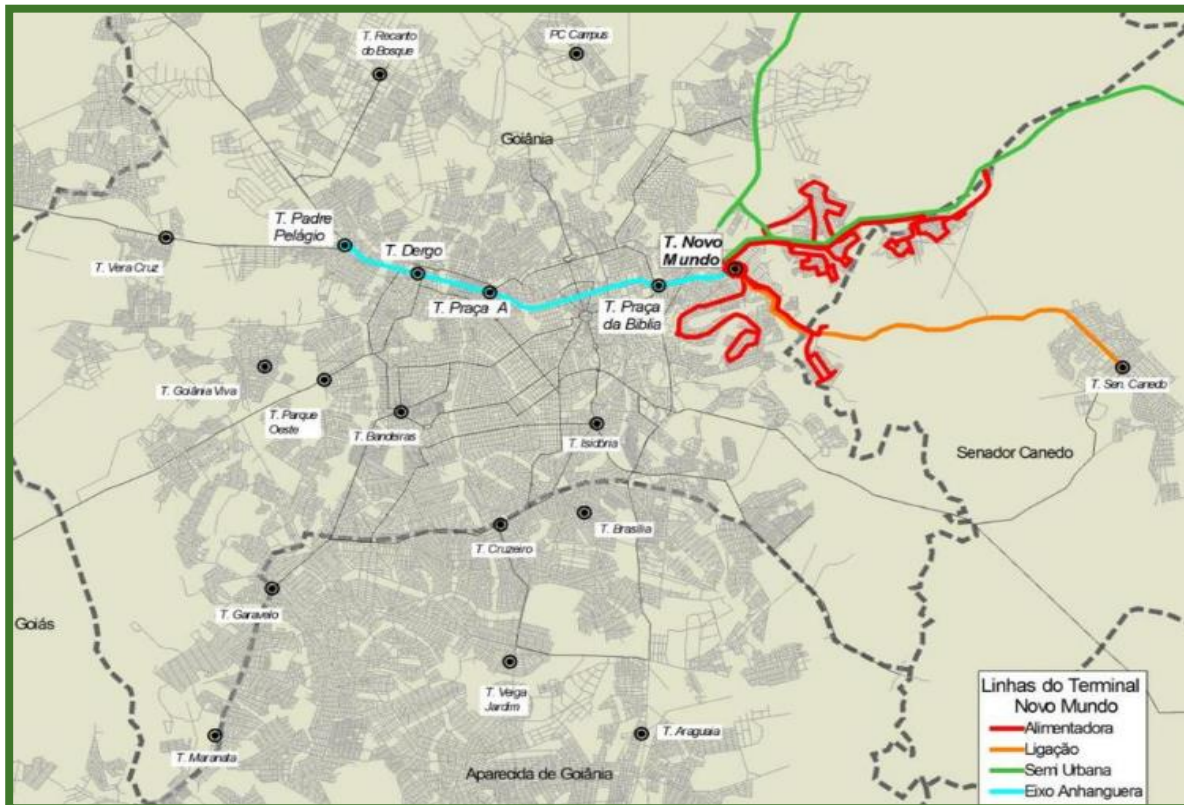 T. Recanto
do Bosque
PC Campus
Goiânia
T. Padre
Pelágio
T. Dergo
T. Novo
Mundo
T. Vera Cruz
T. Praça A
T. Praça
da Bíblia
T. Goiânia Viva
T. Parque
Oeste
T. Bandeiras
T. Isidória
T. Sen. Canedo
Senador Canedo
T. Cruzeiro
T. Brasília
T. Garavelo
Goiás
T. Veiga
Jardim
T. Maranata
T. Araguaia
Aparecida de Goiânia
Linhas do Terminal
Novo Mundo
Alimentadora
Ligação
Semi Urbana
Eixo Anhanguera